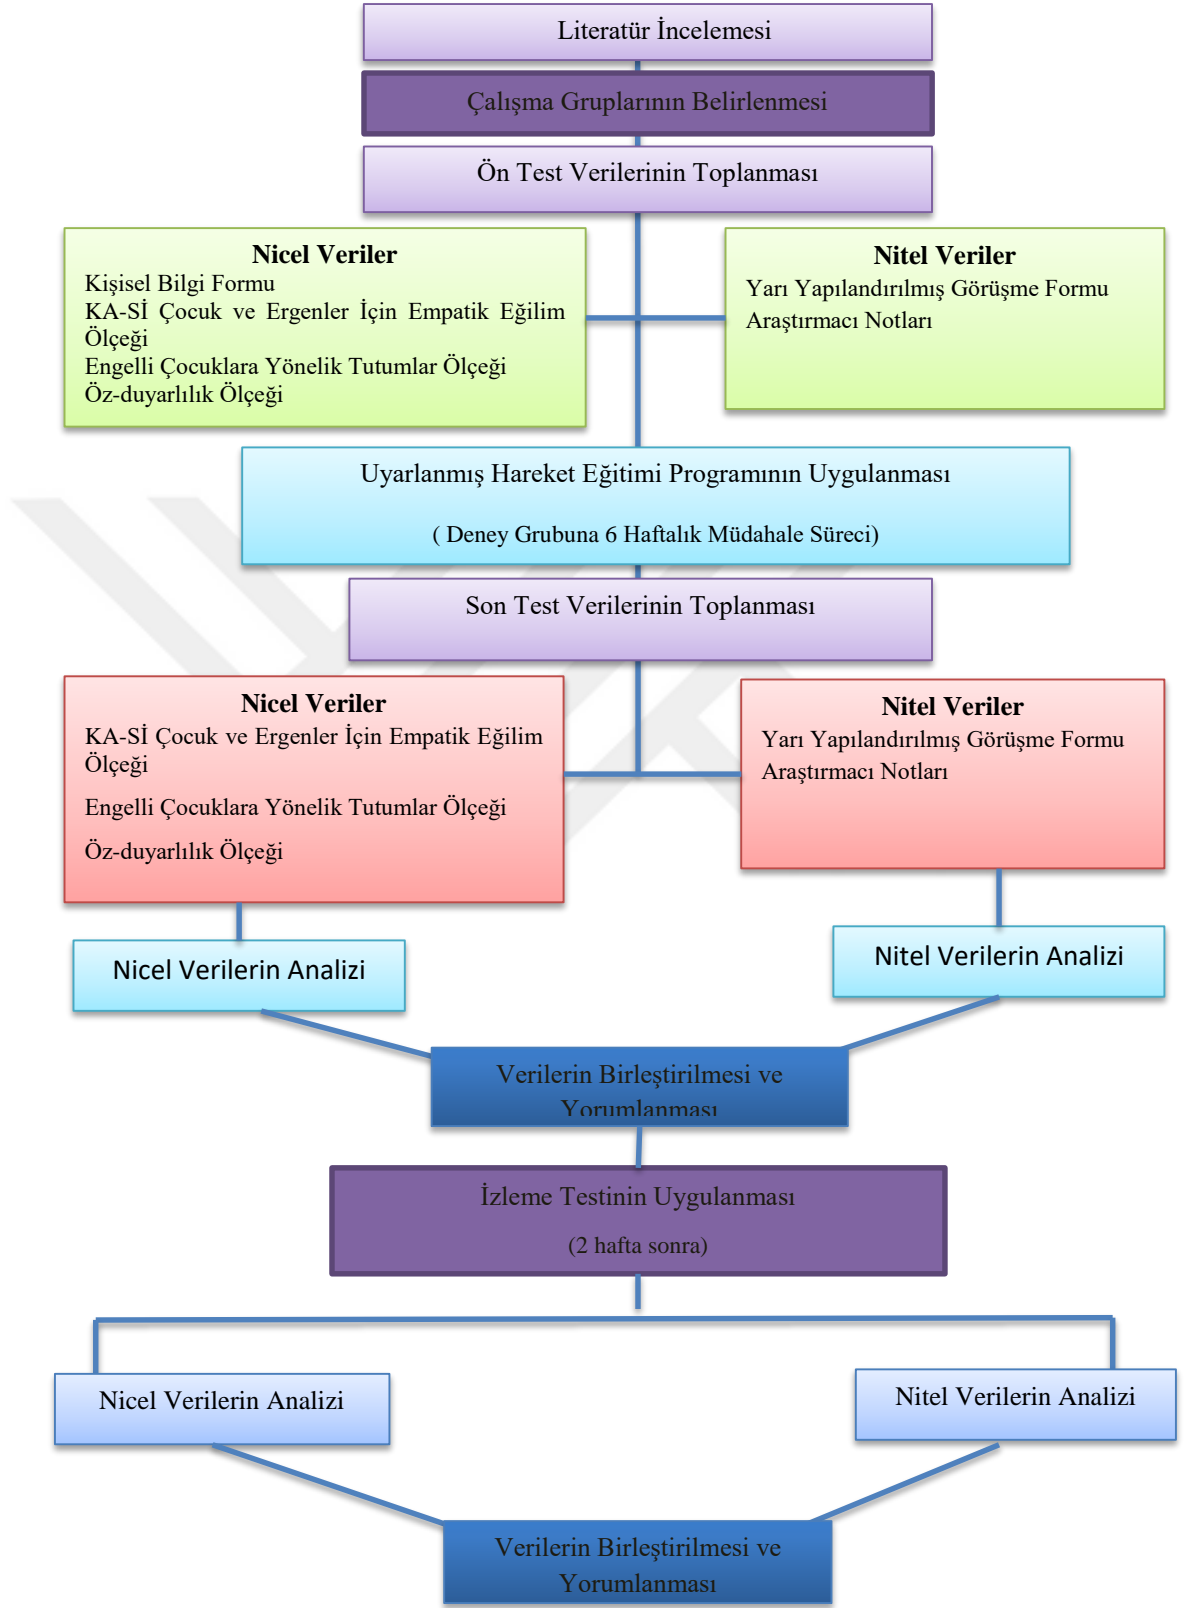 Literatür İncelemesi
Çalışma Gruplarının Belirlenmesi
Ön Test Verilerinin Toplanması
Nicel Veriler
Kişisel Bilgi Formu
KA-Sİ Çocuk ve Ergenler İçin Empatik Eğilim
Ölçeği
Engelli Çocuklara Yönelik Tutumlar Ölçeği
Öz-duyarlılık Ölçeği
Nitel Veriler
Yarı Yapılandırılmış Görüşme Formu
Araştırmacı Notları
Uyarlanmış Hareket Eğitimi Programının Uygulanması
( Deney Grubuna 6 Haftalık Müdahale Süreci)
Son Test Verilerinin Toplanması
Nicel Veriler
KA-Sİ Çocuk ve Ergenler İçin Empatik Eğilim
Ölçeği
Engelli Çocuklara Yönelik Tutumlar Ölçeği
Öz-duyarlılık Ölçeği
Nitel Veriler
Yarı Yapılandırılmış Görüşme Formu
Araştırmacı Notları
Nicel Verilerin Analizi
Nitel Verilerin Analizi
Verilerin Birleştirilmesi ve
Yorumlanması
İzleme Testinin Uygulanması
(2 hafta sonra)
Nicel Verilerin Analizi
Nitel Verilerin Analizi
Verilerin Birleştirilmesi ve
Yorumlanması